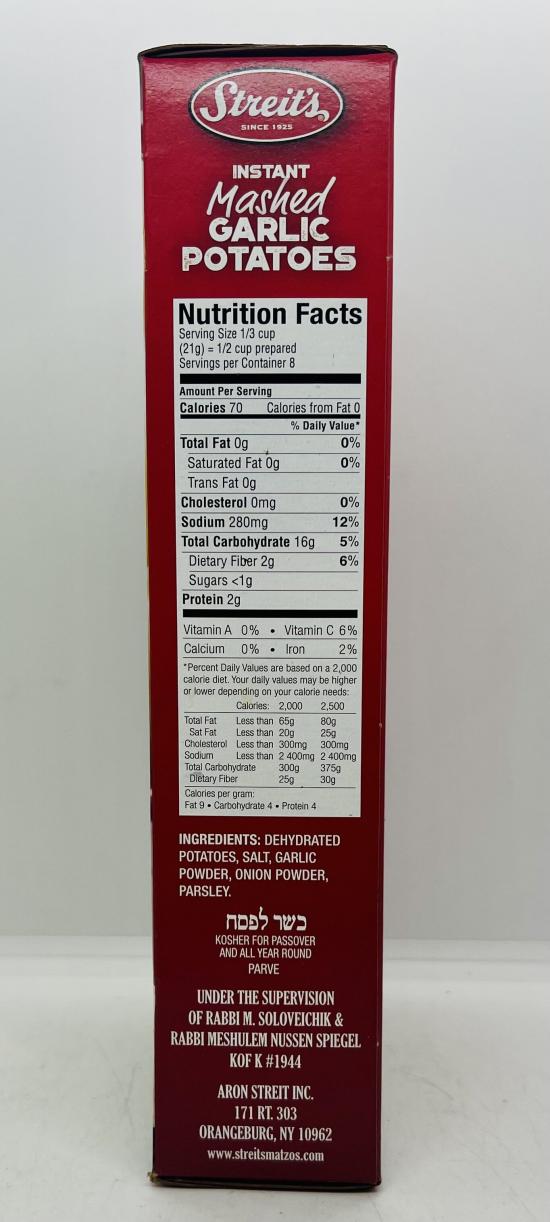 Streit's
SINCE 1925
INSTANT
Mashed
GARLIC
POTATOES
Nutrition Facts
Serving Size 1/3 cup
(21g) = 1/2 cup prepared
Servings per Container 8
Amount Per Serving
Calories 70 Calories from Fat 0
% Daily Value*
Total Fat 0g 0%
Saturated Fat 0g 0%
Trans Fat 0g
Cholesterol 0mg 0%
Sodium 280mg 12%
Total Carbohydrate 16g 5%
Dietary Fiber 2g 6%
Sugars <1g
Protein 2g
Vitamin A 0% • Vitamin C 6%
Calcium 0% • Iron 2%
*Percent Daily Values are based on a 2,000
calorie diet. Your daily values may be higher
or lower depending on your calorie needs:
Calories: 2,000 2,500
Total Fat Less than 65g 80g
Sat Fat Less than 20g 25g
Cholesterol Less than 300mg 300mg
Sodium Less than 2 400mg 2 400mg
Total Carbohydrate 300g 375g
Dietary Fiber 25g 30g
Calories per gram:
Fat 9 • Carbohydrate 4 • Protein 4
INGREDIENTS: DEHYDRATED
POTATOES, SALT, GARLIC
POWDER, ONION POWDER,
PARSLEY.
כשר לפסח
KOSHER FOR PASSOVER
AND ALL YEAR ROUND
PARVE
UNDER THE SUPERVISION
OF RABBI M. SOLOVEICHIK &
RABBI MESHULEM NUSSEN SPIEGEL
KOF K #1944
ARON STREIT INC.
171 RT. 303
ORANGEBURG, NY 10962
www.streitsmatzos.com